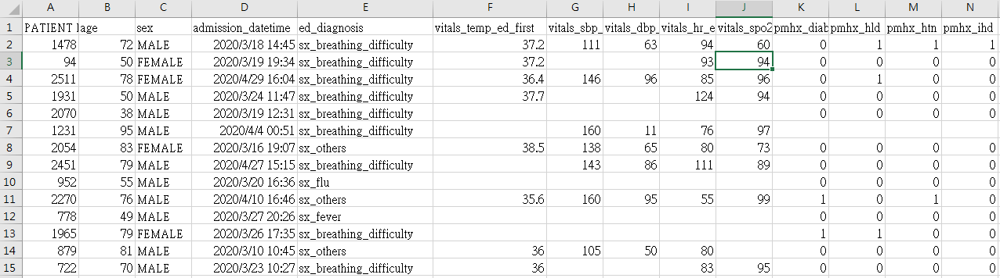 A B C D E F G H I J K L M N
1 PATIENT age sex admission_datetime ed_diagnosis vitals_temp_ed_first vitals_sbp_ vitals_dbp_ vitals_hr_e vitals_spo2 pmhx_diab pmhx_hld pmhx_htn pmhx_ihd
2 1478 72 MALE 2020/3/18 14:45 sx_breathing_difficulty 37.2 111 63 94 60 0 1 1 1
3 94 50 FEMALE 2020/3/19 19:34 sx_breathing_difficulty 37.2 93 94 0 0 0 0
4 2511 78 FEMALE 2020/4/29 16:04 sx_breathing_difficulty 36.4 146 96 85 96 0 1 0 0
5 1931 50 MALE 2020/3/24 11:47 sx_breathing_difficulty 37.7 124 94 0 0 0 0
6 2070 38 MALE 2020/3/19 12:31 sx_breathing_difficulty 0 0 0 0
7 1231 95 MALE 2020/4/4 00:51 sx_breathing_difficulty 160 11 76 97
8 2054 83 FEMALE 2020/3/16 19:07 sx_others 38.5 138 65 80 73 0 0 0 0
9 2451 79 MALE 2020/4/27 15:15 sx_breathing_difficulty 143 86 111 89 0 0 0 0
10 952 55 MALE 2020/3/20 16:36 sx_flu 0 0 0 0
11 2270 76 MALE 2020/4/10 16:46 sx_others 35.6 160 95 55 99 1 0 1 0
12 778 49 MALE 2020/3/27 20:26 sx_fever 0 0 0 0
13 1965 79 FEMALE 2020/3/26 17:35 sx_breathing_difficulty 1 1 0 0
14 879 81 MALE 2020/3/10 10:45 sx_others 36 105 50 80 0 0 0 0
15 722 70 MALE 2020/3/23 10:27 sx_breathing_difficulty 36 83 95 0 0 0 0